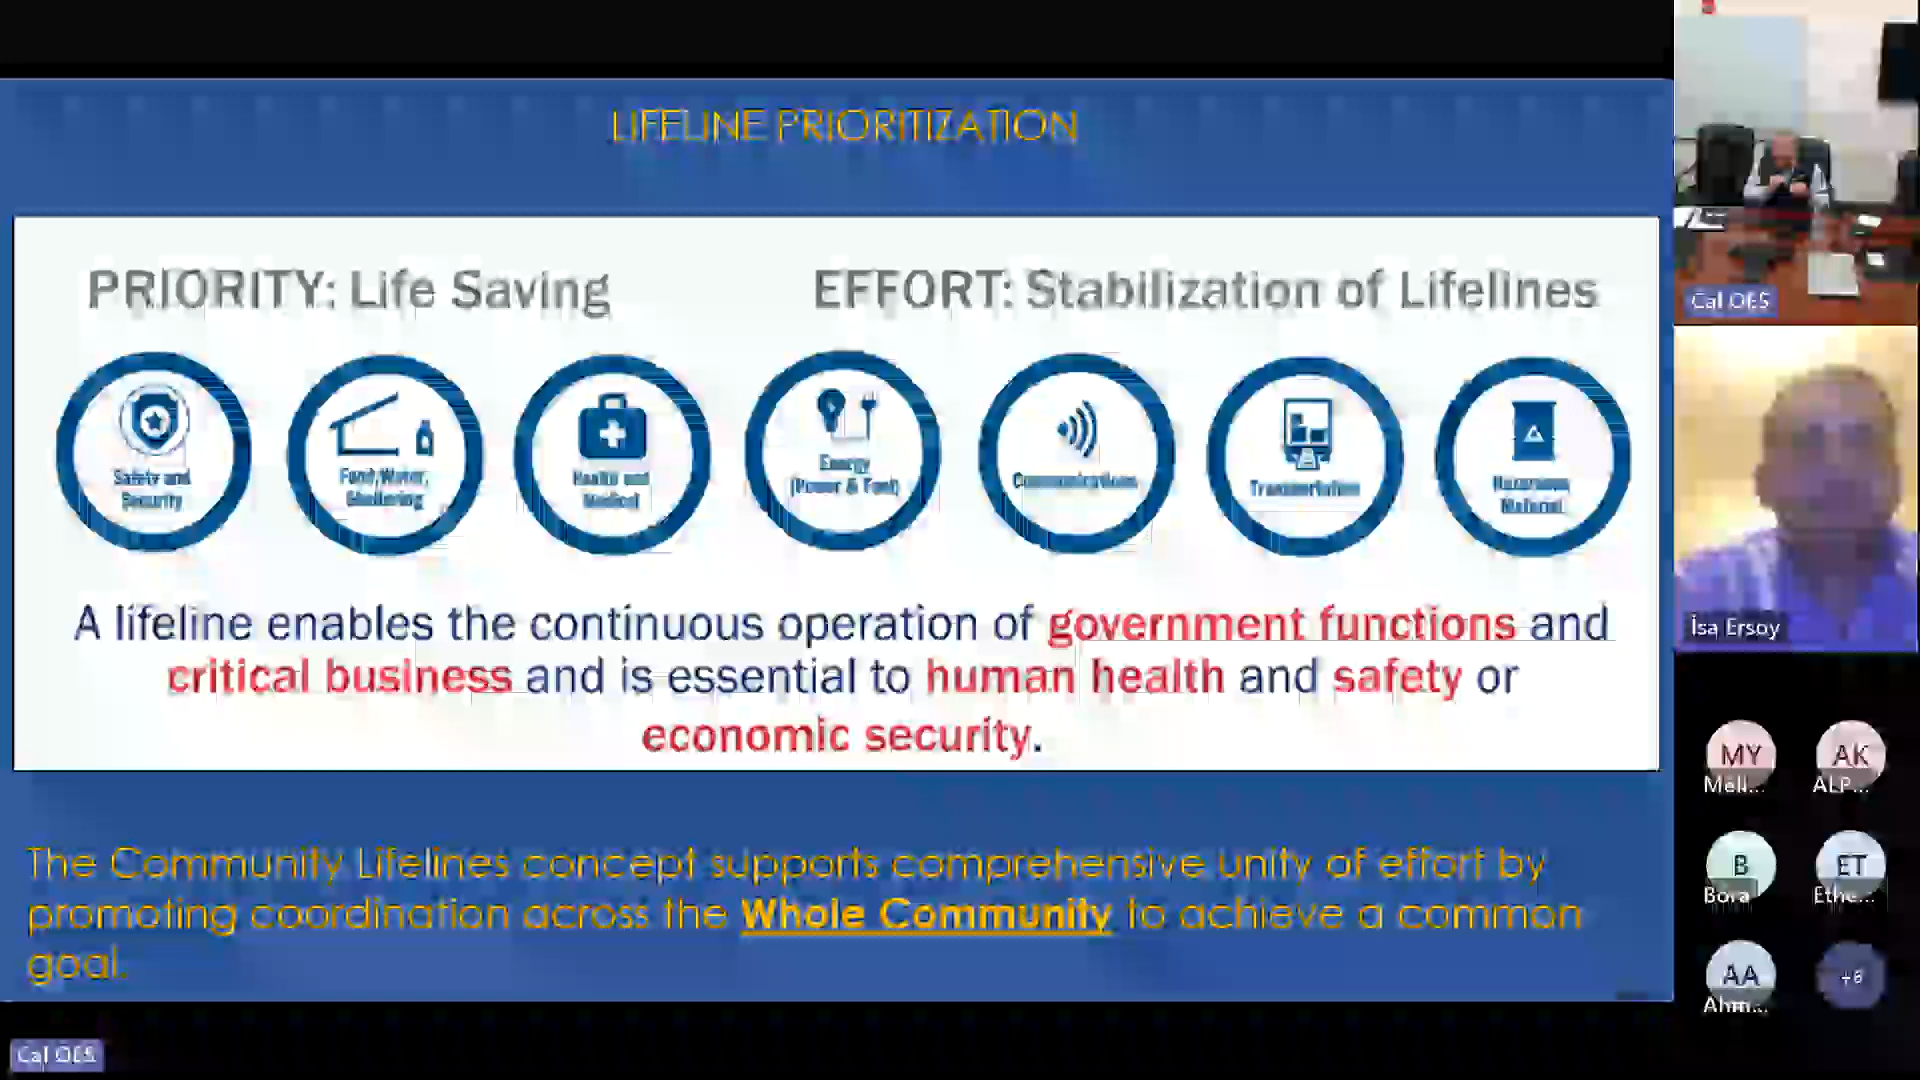 LIFELINE PRIORITIZATION
PRIORITY: Life Saving
EFFORT: Stabilization of Lifelines
Safety and
Security
Food, Water,
Sheltering
Health and
Medical
Energy
(Power & Fuel)
Communications
Transportation
Hazardous
Material
A lifeline enables the continuous operation of government functions and
critical business and is essential to human health and safety or
economic security.
The Community Lifelines concept supports comprehensive unity of effort by
promoting coordination across the Whole Community to achieve a common
goal.
Cal OES
Cal OES
İsa Ersoy
MY
Meli...
AK
ALP...
B
Bora
ET
Ethe...
AA
Ahm...